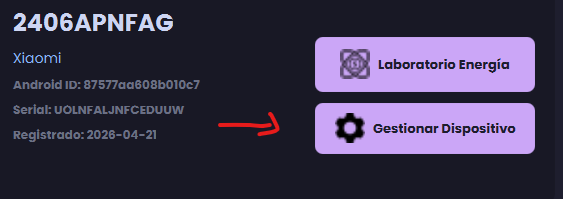 2406APNFAG
Xiaomi
Android ID: 87577aa608b010c7
Serial: UOLNFALJNFCEDUUW
Registrado: 2026-04-21
Laboratorio Energía
Gestionar Dispositivo